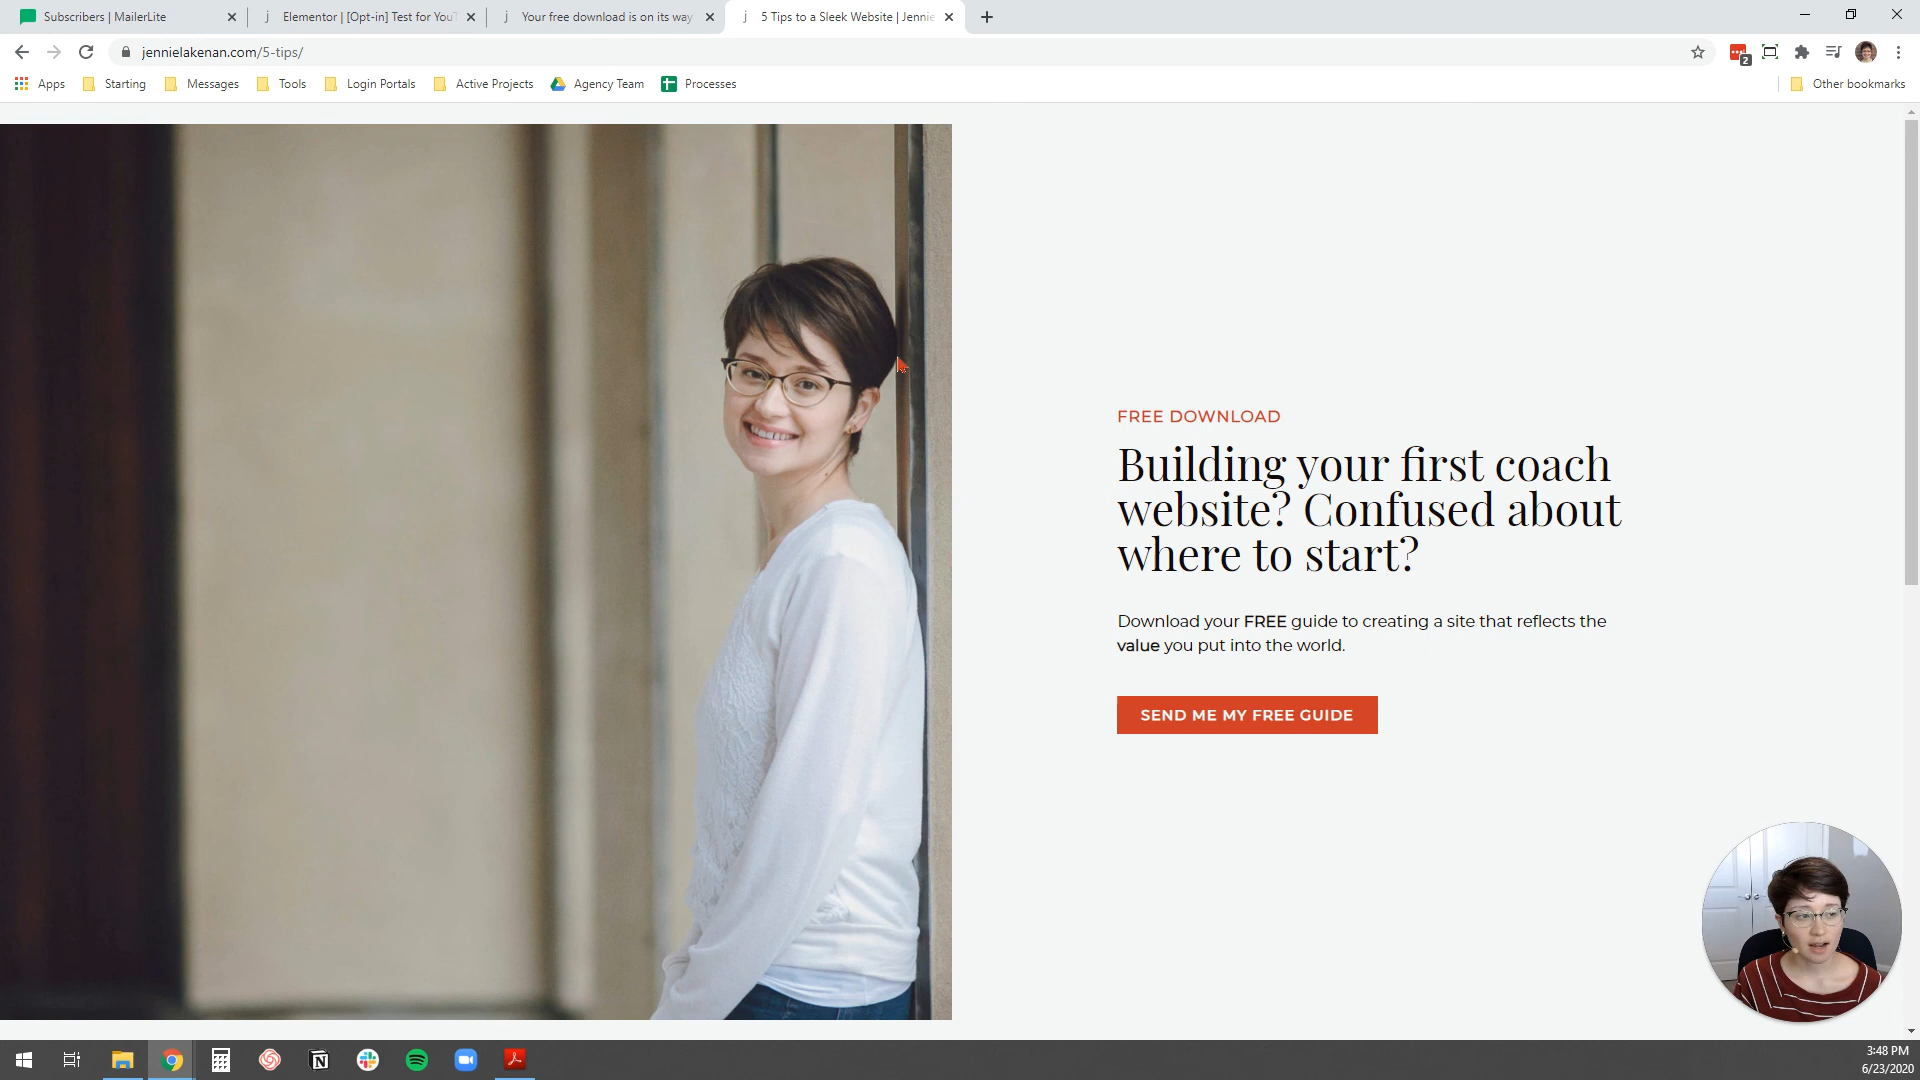 Subscribers | MailerLite
Elementor | [Opt-in] Test for YouT
Your free download is on its way
5 Tips to a Sleek Website | Jennie
jennielakenan.com/5-tips/
2
Apps
Starting
Messages
Tools
Login Portals
Active Projects
Agency Team
Processes
Other bookmarks
FREE DOWNLOAD
Building your first coach
website? Confused about
where to start?
Download your FREE guide to creating a site that reflects the
value you put into the world.
SEND ME MY FREE GUIDE
3:48 PM
6/23/2020